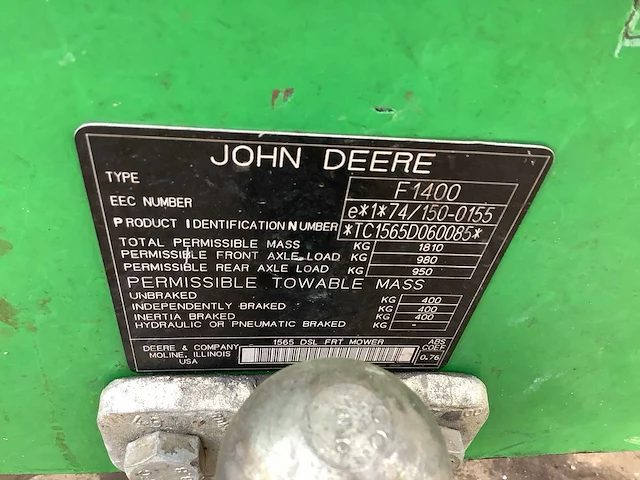 JOHN DEERE
TYPE F1400
EEC NUMBER e*1*74/150-0155
PRODUCT IDENTIFICATION NUMBER *TC1565D060085*
TOTAL PERMISSIBLE MASS KG 1810
PERMISSIBLE FRONT AXLE LOAD KG 980
PERMISSIBLE REAR AXLE LOAD KG 950
PERMISSIBLE TOWABLE MASS
UNBRAKED KG 400
INDEPENDENTLY BRAKED KG 400
INERTIA BRAKED KG 400
HYDRAULIC OR PNEUMATIC BRAKED KG -
DEERE & COMPANY 1565 DSL FRT MOWER ABS
MOLINE, ILLINOIS COEF
USA 0.76